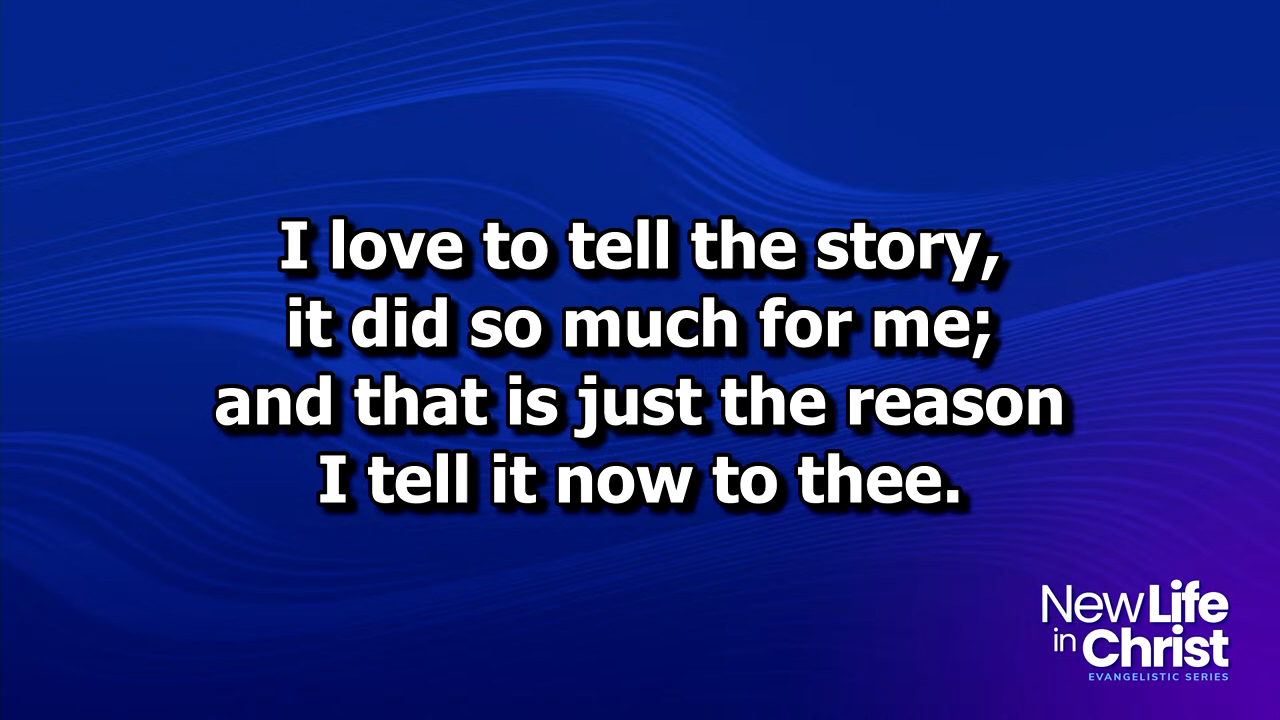 I love to tell the story,
it did so much for me;
and that is just the reason
I tell it now to thee.
New Life
in Christ
EVANGELISTIC SERIES